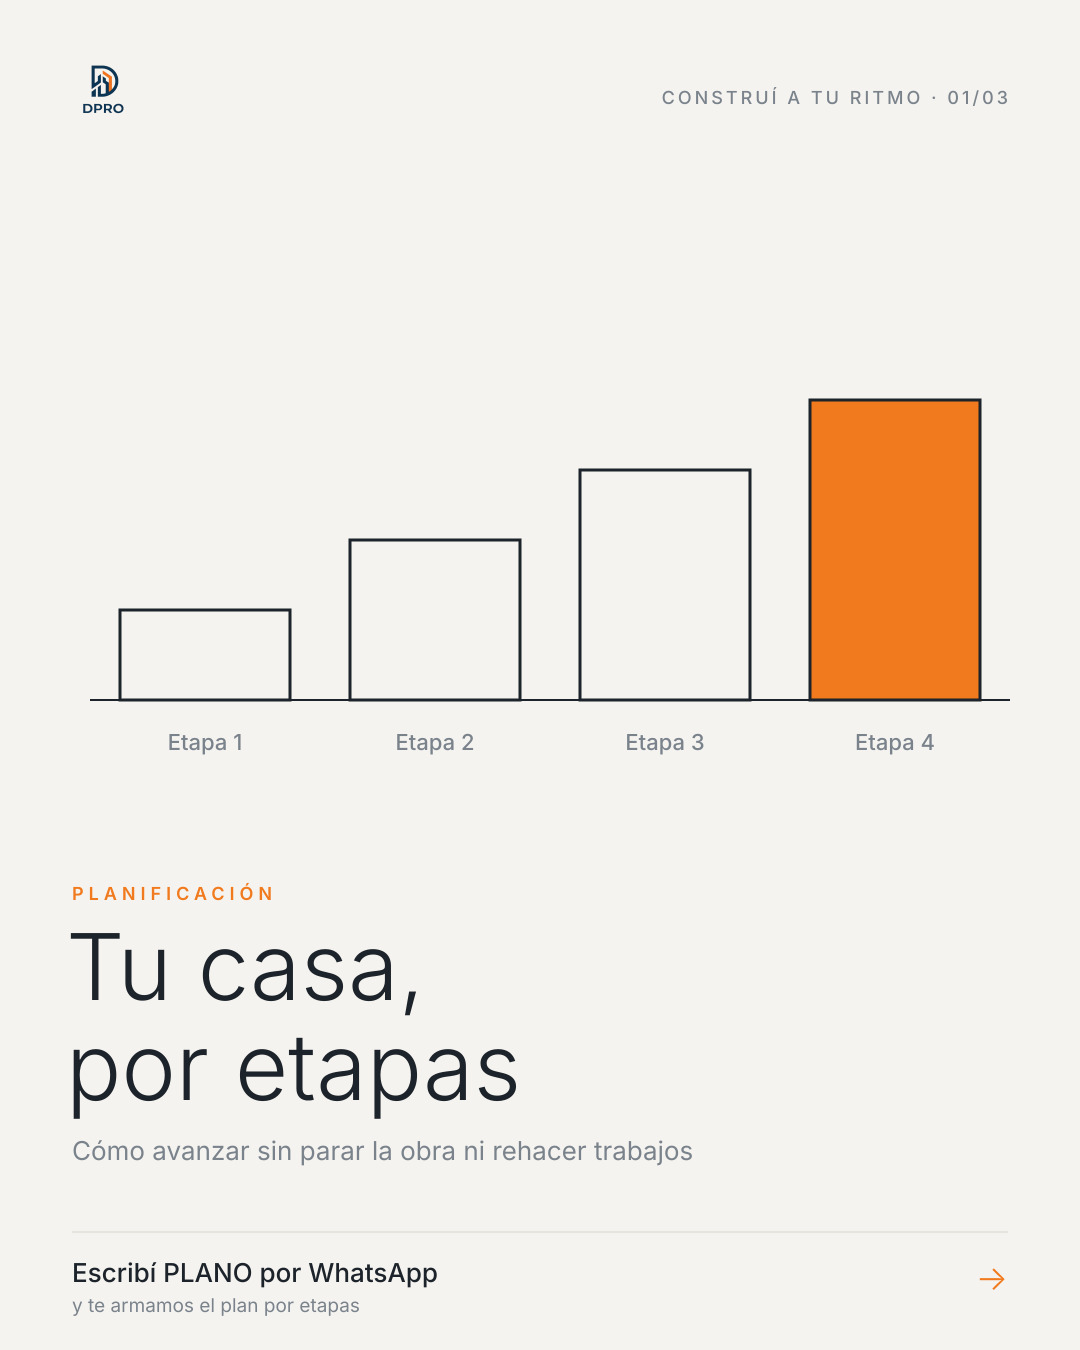 DPRO
CONSTRUÍ A TU RITMO · 01/03
Etapa 1
Etapa 2
Etapa 3
Etapa 4
PLANIFICACIÓN
Tu casa,
por etapas
Cómo avanzar sin parar la obra ni rehacer trabajos
Escribí PLANO por WhatsApp
y te armamos el plan por etapas